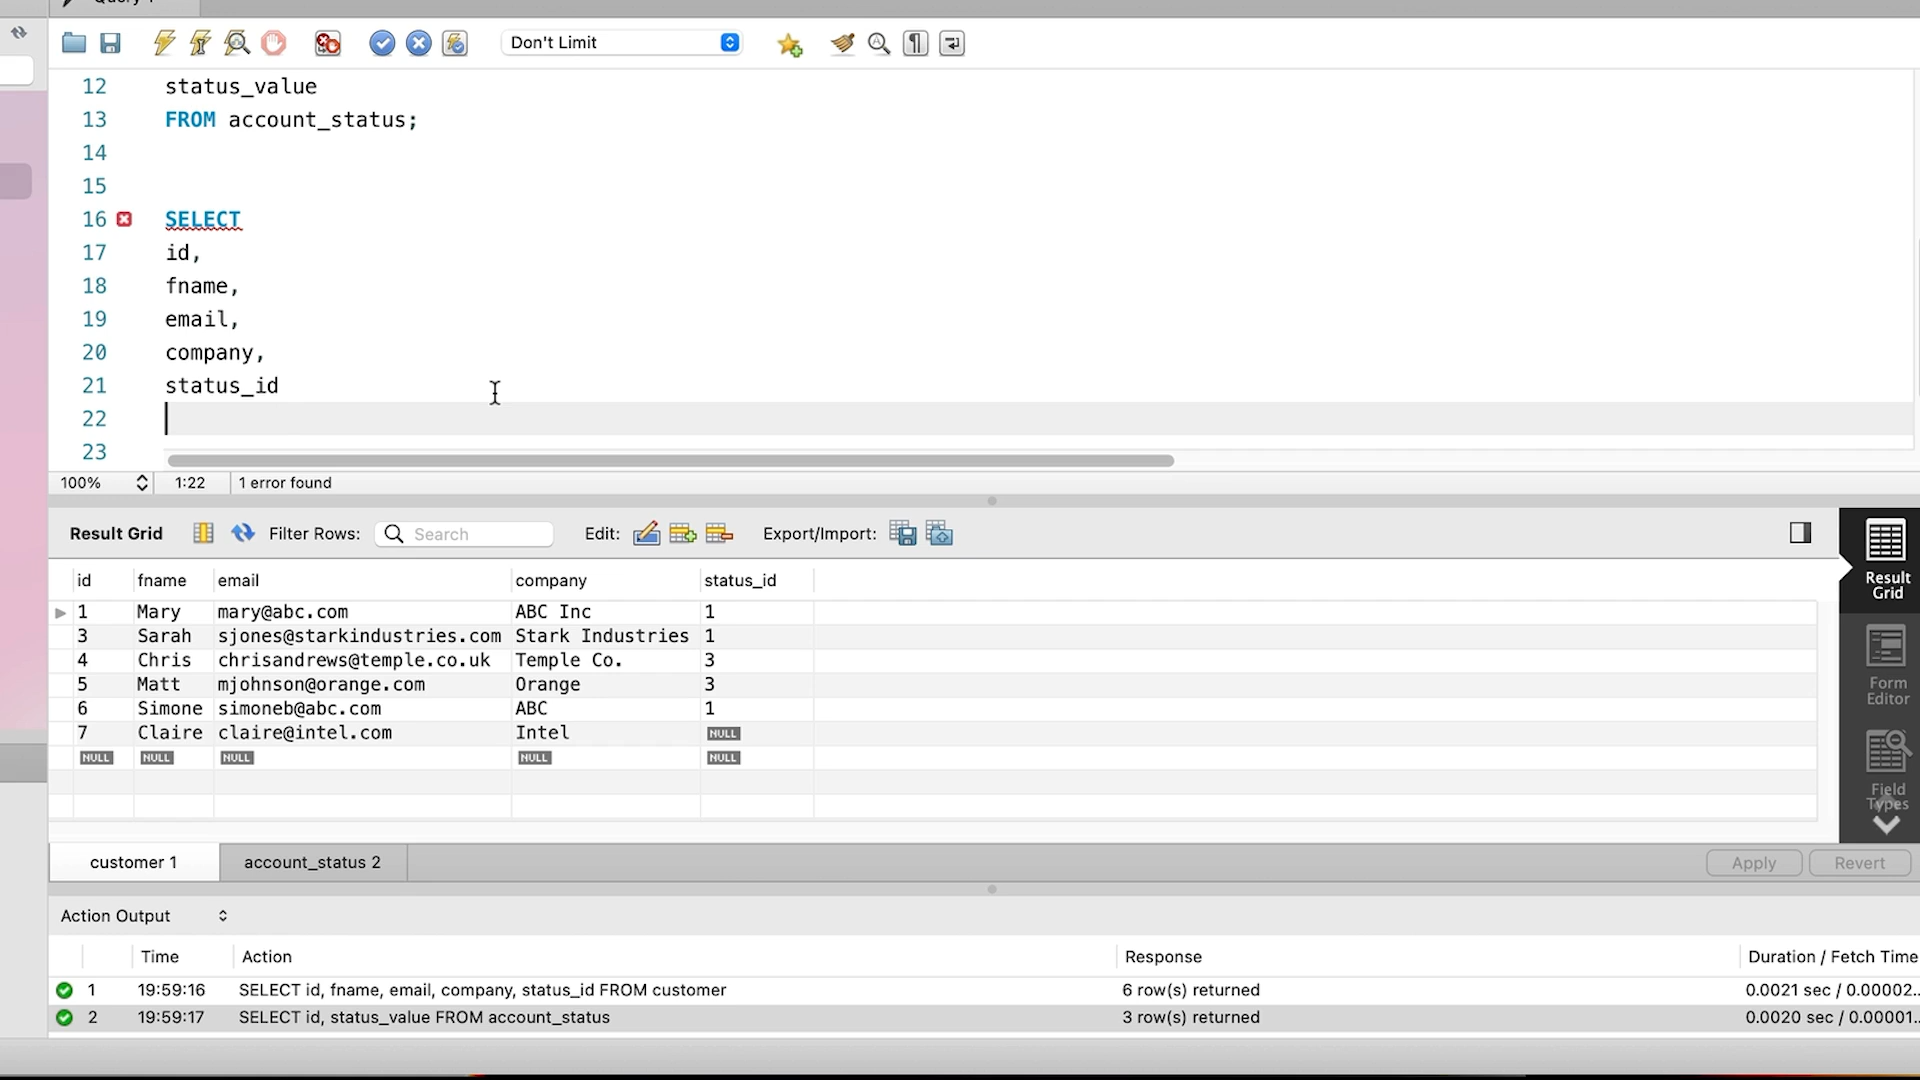 Don't Limit
12 status_value
13 FROM account_status;
14
15
16 SELECT
17 id,
18 fname,
19 email,
20 company,
21 status_id
22
23
100% 1:22 1 error found
Result Grid Filter Rows: Search Edit: Export/Import:
id fname email company status_id
1 Mary mary@abc.com ABC Inc 1
3 Sarah sjones@starkindustries.com Stark Industries 1
4 Chris chrisandrews@temple.co.uk Temple Co. 3
5 Matt mjohnson@orange.com Orange 3
6 Simone simoneb@abc.com ABC 1
7 Claire claire@intel.com Intel NULL
NULL NULL NULL NULL NULL
Result
Grid
Form
Editor
Field
Types
customer 1 account_status 2 Apply Revert
Action Output
Time Action Response Duration / Fetch Time
1 19:59:16 SELECT id, fname, email, company, status_id FROM customer 6 row(s) returned 0.0021 sec / 0.00002..
2 19:59:17 SELECT id, status_value FROM account_status 3 row(s) returned 0.0020 sec / 0.00001..